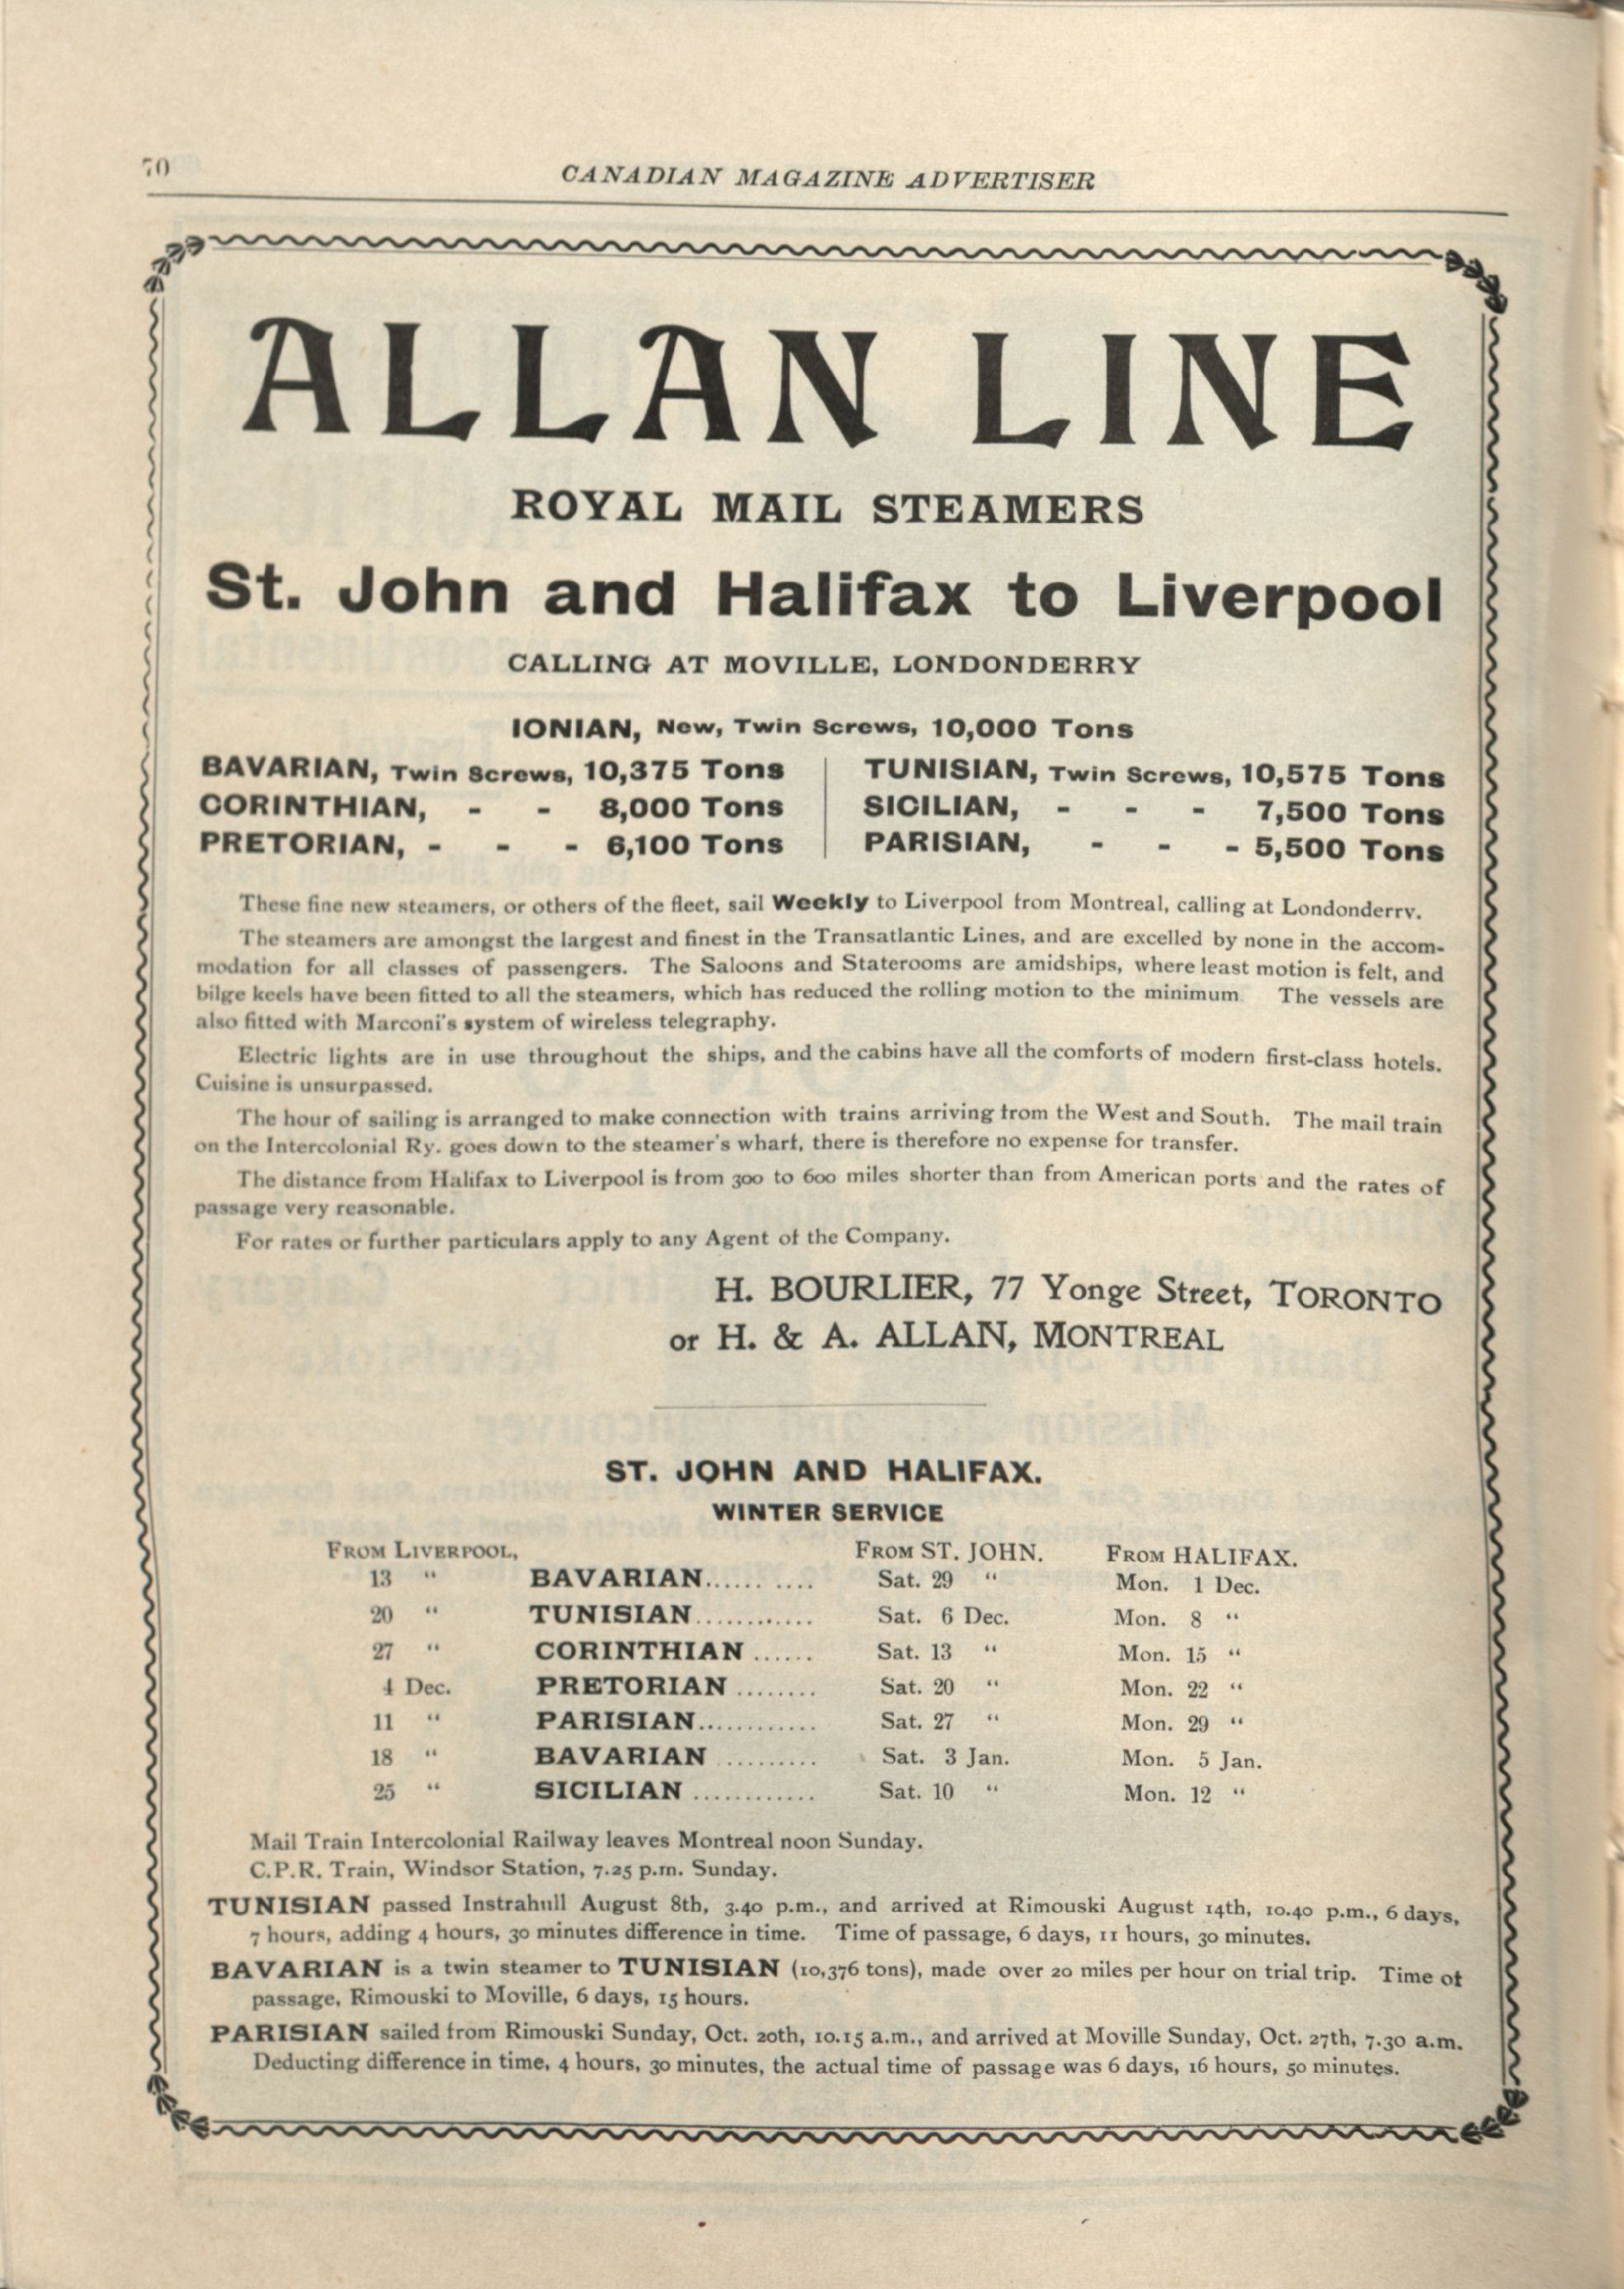 70
CANADIAN MAGAZINE ADVERTISER
ALLAN LINE
ROYAL MAIL STEAMERS
St. John and Halifax to Liverpool
CALLING AT MOVILLE, LONDONDERRY
IONIAN, New, Twin Screws, 10,000 Tons
BAVARIAN, Twin Screws, 10,375 Tons
CORINTHIAN, - - 8,000 Tons
PRETORIAN, - - - 6,100 Tons
TUNISIAN, Twin Screws, 10,575 Tons
SICILIAN, - - - 7,500 Tons
PARISIAN, - - - 5,500 Tons
These fine new steamers, or others of the fleet, sail Weekly to Liverpool from Montreal, calling at Londonderry.
The steamers are amongst the largest and finest in the Transatlantic Lines, and are excelled by none in the accom-
modation for all classes of passengers. The Saloons and Staterooms are amidships, where least motion is felt, and
bilge keels have been fitted to all the steamers, which has reduced the rolling motion to the minimum. The vessels are
also fitted with Marconi's system of wireless telegraphy.
Electric lights are in use throughout the ships, and the cabins have all the comforts of modern first-class hotels.
Cuisine is unsurpassed.
The hour of sailing is arranged to make connection with trains arriving from the West and South. The mail train
on the Intercolonial Ry. goes down to the steamer's wharf, there is therefore no expense for transfer.
The distance from Halifax to Liverpool is from 300 to 600 miles shorter than from American ports and the rates of
passage very reasonable.
For rates or further particulars apply to any Agent of the Company.
H. BOURLIER, 77 Yonge Street, TORONTO
or H. & A. ALLAN, MONTREAL
ST. JOHN AND HALIFAX.
WINTER SERVICE
FROM LIVERPOOL, FROM ST. JOHN. FROM HALIFAX.
13 " BAVARIAN.......... Sat. 29 " Mon. 1 Dec.
20 " TUNISIAN............ Sat. 6 Dec. Mon. 8 "
27 " CORINTHIAN ...... Sat. 13 " Mon. 15 "
4 Dec. PRETORIAN ........ Sat. 20 " Mon. 22 "
11 " PARISIAN............ Sat. 27 " Mon. 29 "
18 " BAVARIAN .......... Sat. 3 Jan. Mon. 5 Jan.
25 " SICILIAN ............ Sat. 10 " Mon. 12 "
Mail Train Intercolonial Railway leaves Montreal noon Sunday.
C.P.R. Train, Windsor Station, 7.25 p.m. Sunday.
TUNISIAN passed Instrahull August 8th, 3.40 p.m., and arrived at Rimouski August 14th, 10.40 p.m., 6 days,
7 hours, adding 4 hours, 30 minutes difference in time. Time of passage, 6 days, 11 hours, 30 minutes.
BAVARIAN is a twin steamer to TUNISIAN (10,376 tons), made over 20 miles per hour on trial trip. Time of
passage, Rimouski to Moville, 6 days, 15 hours.
PARISIAN sailed from Rimouski Sunday, Oct. 20th, 10.15 a.m., and arrived at Moville Sunday, Oct. 27th, 7.30 a.m.
Deducting difference in time, 4 hours, 30 minutes, the actual time of passage was 6 days, 16 hours, 50 minutes.